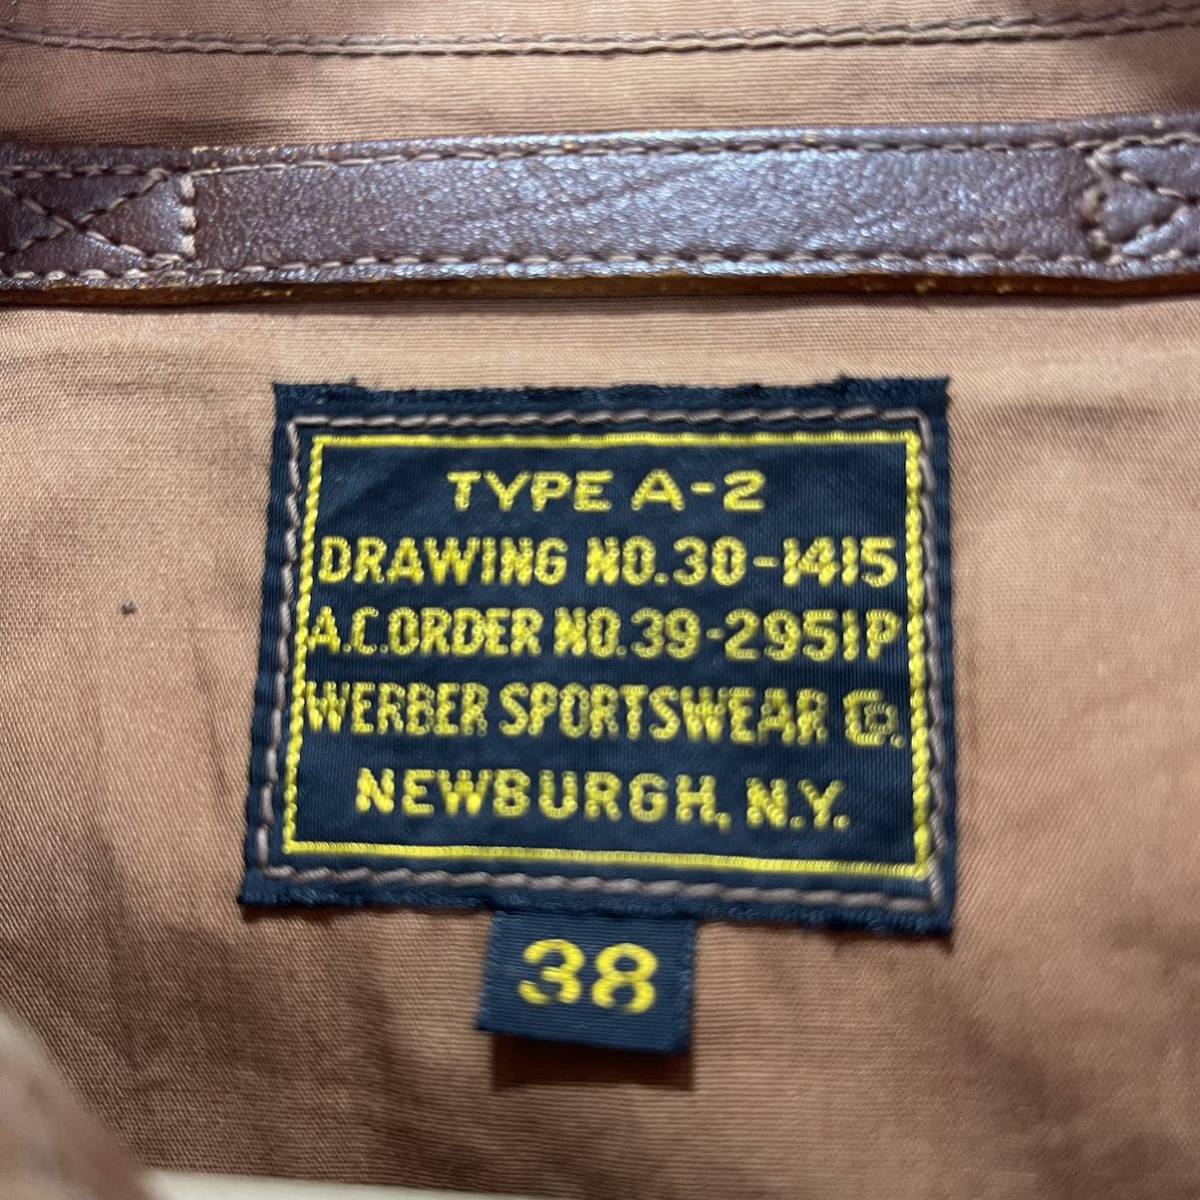 TYPE A-2
DRAWING NO.30-1415
A.C.ORDER NO.39-2951P
WERBER SPORTSWEAR Co.
NEWBURGH, N.Y.
38